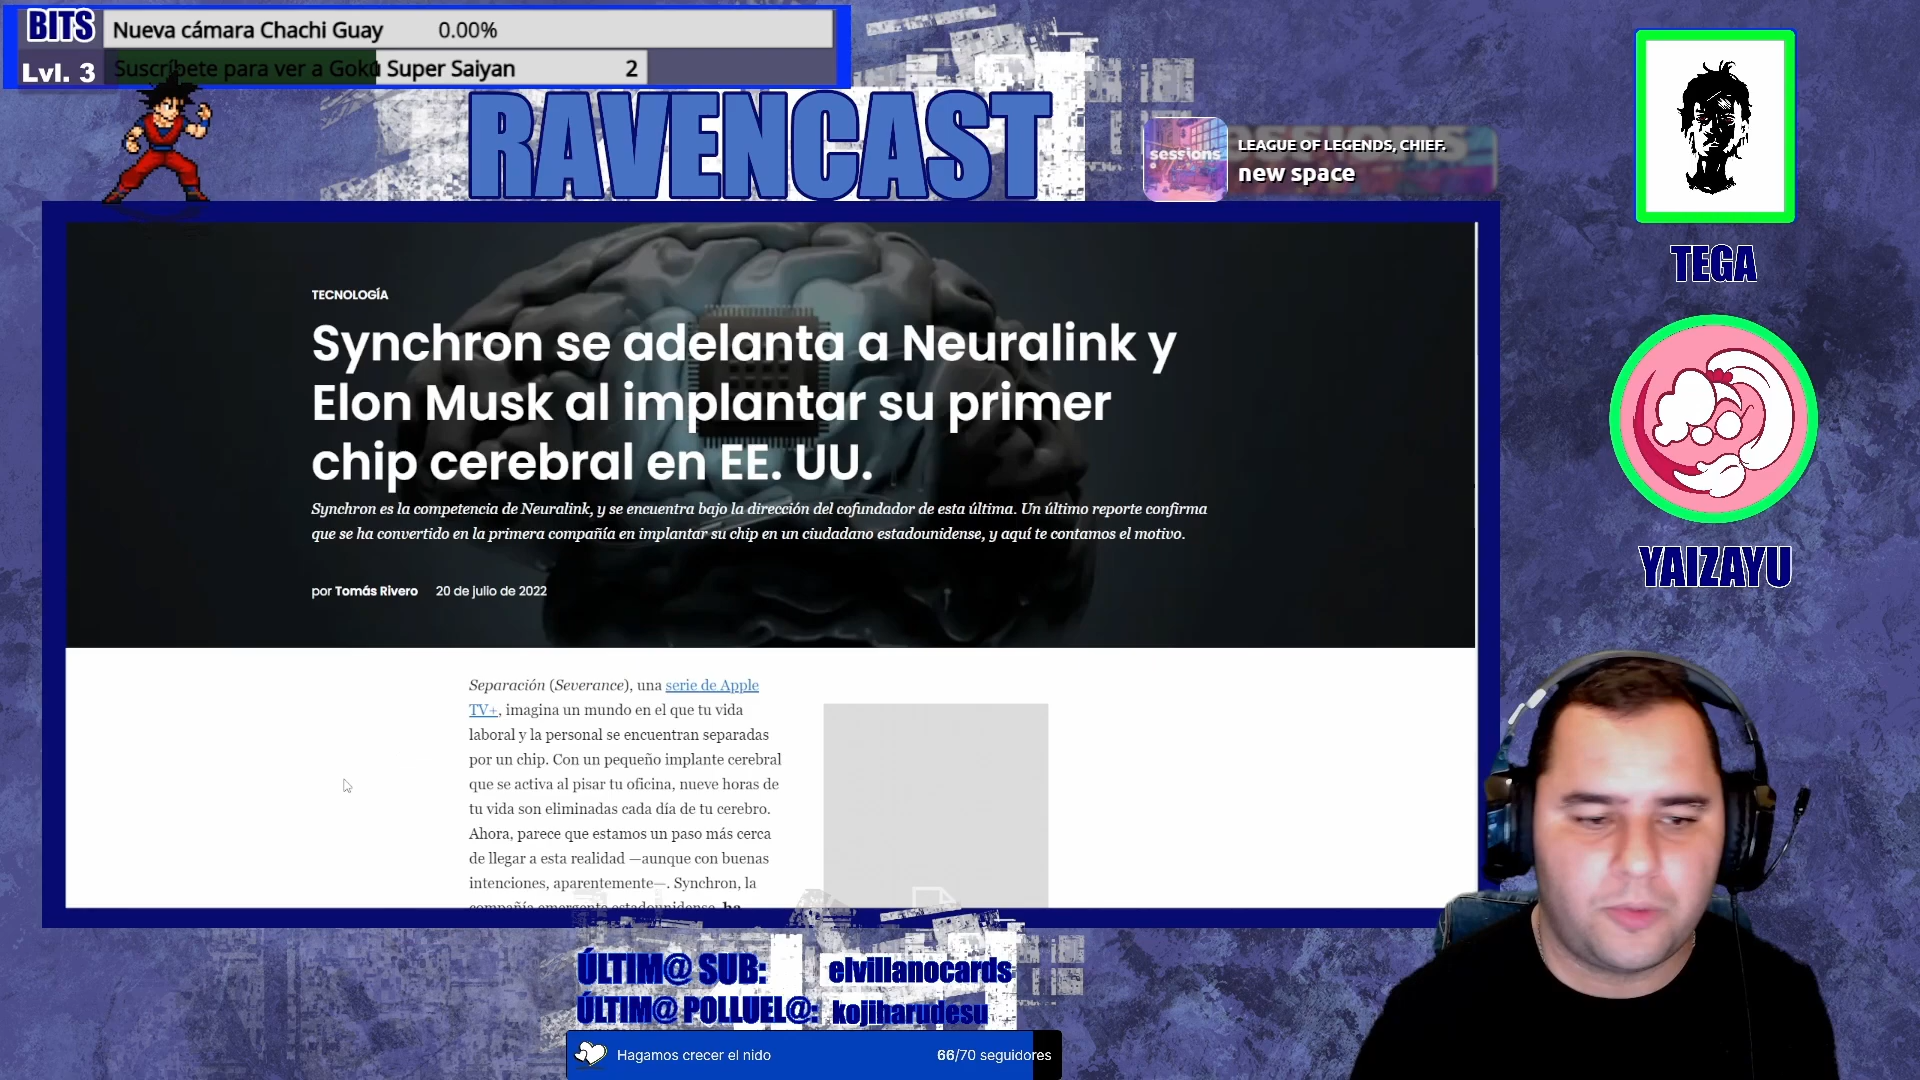 BITS
Nueva cámara Chachi Guay 0.00%
Lvl. 3
Suscríbete para ver a Gokú Super Saiyan 2
RAVENCAST
sessions
LEAGUE OF LEGENDS, CHIEF.
new space
TEGA
YAIZAYU
TECNOLOGÍA
Synchron se adelanta a Neuralink y
Elon Musk al implantar su primer
chip cerebral en EE. UU.
Synchron es la competencia de Neuralink, y se encuentra bajo la dirección del cofundador de esta última. Un último reporte confirma
que se ha convertido en la primera compañía en implantar su chip en un ciudadano estadounidense, y aquí te contamos el motivo.
por Tomás Rivero 20 de julio de 2022
Separación (Severance), una serie de Apple
TV+, imagina un mundo en el que tu vida
laboral y la personal se encuentran separadas
por un chip. Con un pequeño implante cerebral
que se activa al pisar tu oficina, nueve horas de
tu vida son eliminadas cada día de tu cerebro.
Ahora, parece que estamos un paso más cerca
de llegar a esta realidad —aunque con buenas
intenciones, aparentemente—. Synchron, la
compañía emergente estadounidense, ha
ÚLTIM@ SUB: elvillanocards
ÚLTIM@ POLLUEL@: kojiharudesu
Hagamos crecer el nido 66/70 seguidores